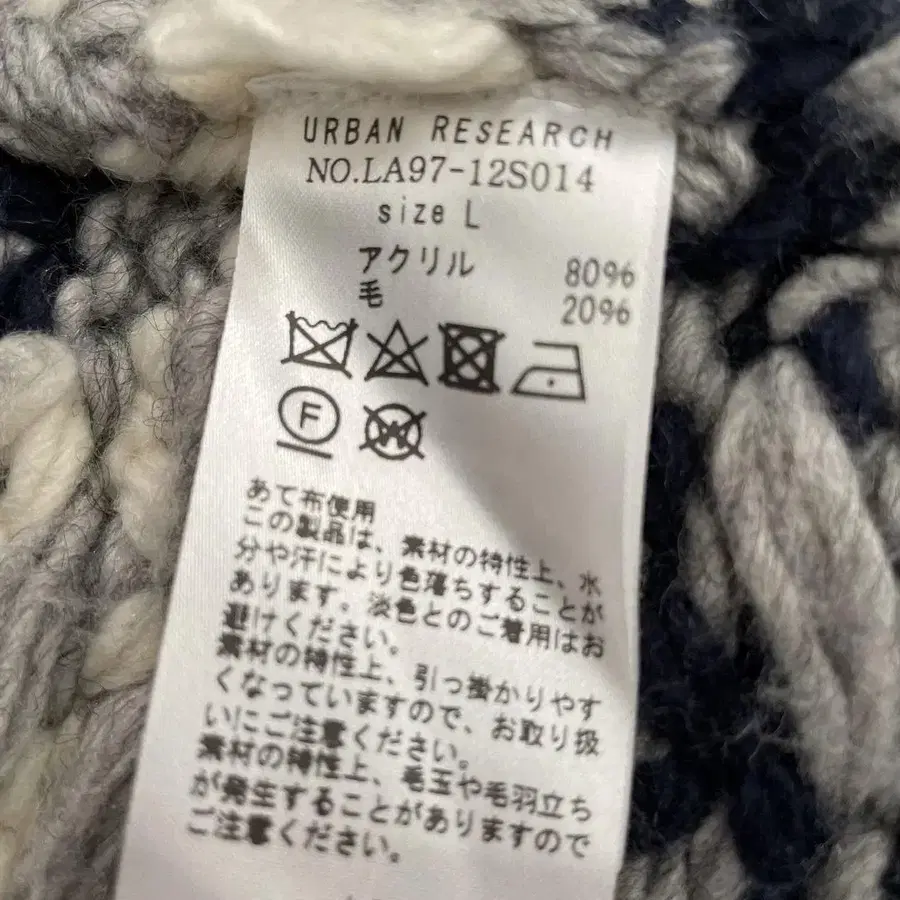 URBAN RESEARCH
NO.LA97-12S014
size L
アクリル 80%
毛 20%
F
W
あて布使用
この製品は、素材の特性上、水
分や汗により色落ちすることが
あります。淡色とのご着用はお
避けください。
素材の特性上、引っ掛かりやす
くなっていますので、お取り扱
いにご注意ください。
素材の特性上、毛玉や毛羽立ち
が発生することがありますので
ご注意ください。